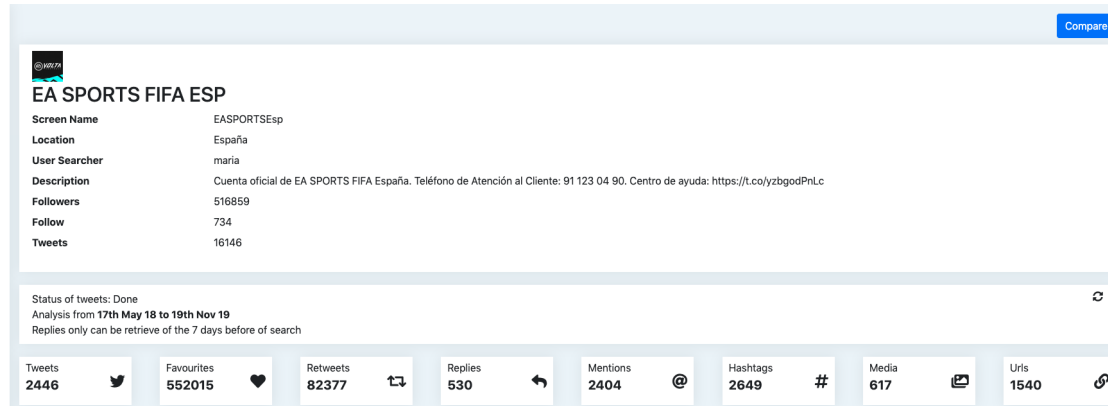 Compare
VOLTA
EA SPORTS FIFA ESP
Screen Name EASPORTSEsp
Location España
User Searcher maria
Description Cuenta oficial de EA SPORTS FIFA España. Teléfono de Atención al Cliente: 91 123 04 90. Centro de ayuda: https://t.co/yzbgodPnLc
Followers 516859
Follow 734
Tweets 16146
Status of tweets: Done
Analysis from 17th May 18 to 19th Nov 19
Replies only can be retrieve of the 7 days before of search
Tweets Favourites Retweets Replies Mentions Hashtags Media Urls
2446 552015 82377 530 2404 @ 2649 # 617 1540